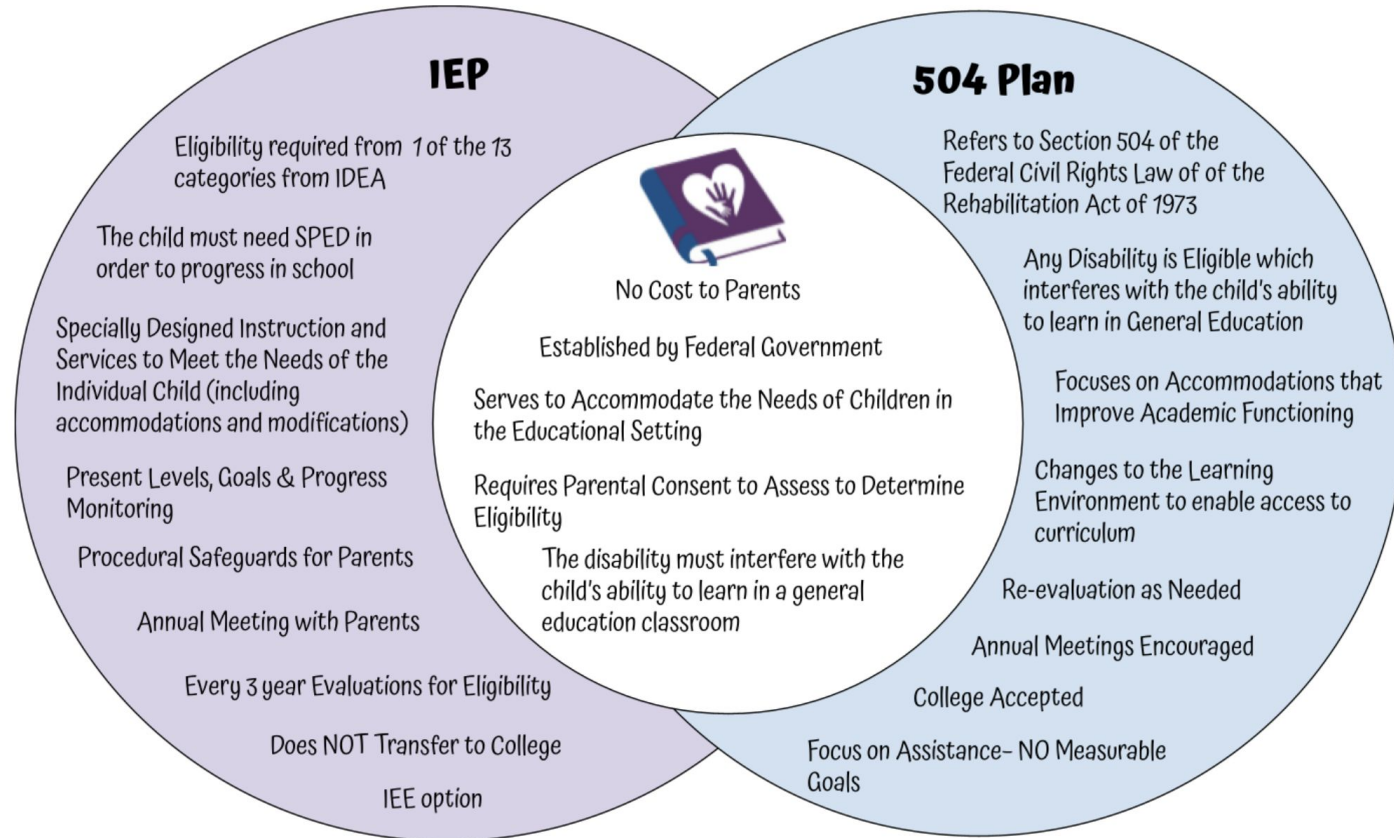 IEP
Eligibility required from 1 of the 13
categories from IDEA
The child must need SPED in
order to progress in school
Specially Designed Instruction and
Services to Meet the Needs of the
Individual Child (including
accommodations and modifications)
Present Levels, Goals & Progress
Monitoring
Procedural Safeguards for Parents
Annual Meeting with Parents
Every 3 year Evaluations for Eligibility
Does NOT Transfer to College
IEE option
No Cost to Parents
Established by Federal Government
Serves to Accommodate the Needs of Children in
the Educational Setting
Requires Parental Consent to Assess to Determine
Eligibility
The disability must interfere with the
child's ability to learn in a general
education classroom
504 Plan
Refers to Section 504 of the
Federal Civil Rights Law of of the
Rehabilitation Act of 1973
Any Disability is Eligible which
interferes with the child's ability
to learn in General Education
Focuses on Accommodations that
Improve Academic Functioning
Changes to the Learning
Environment to enable access to
curriculum
Re-evaluation as Needed
Annual Meetings Encouraged
College Accepted
Focus on Assistance- NO Measurable
Goals